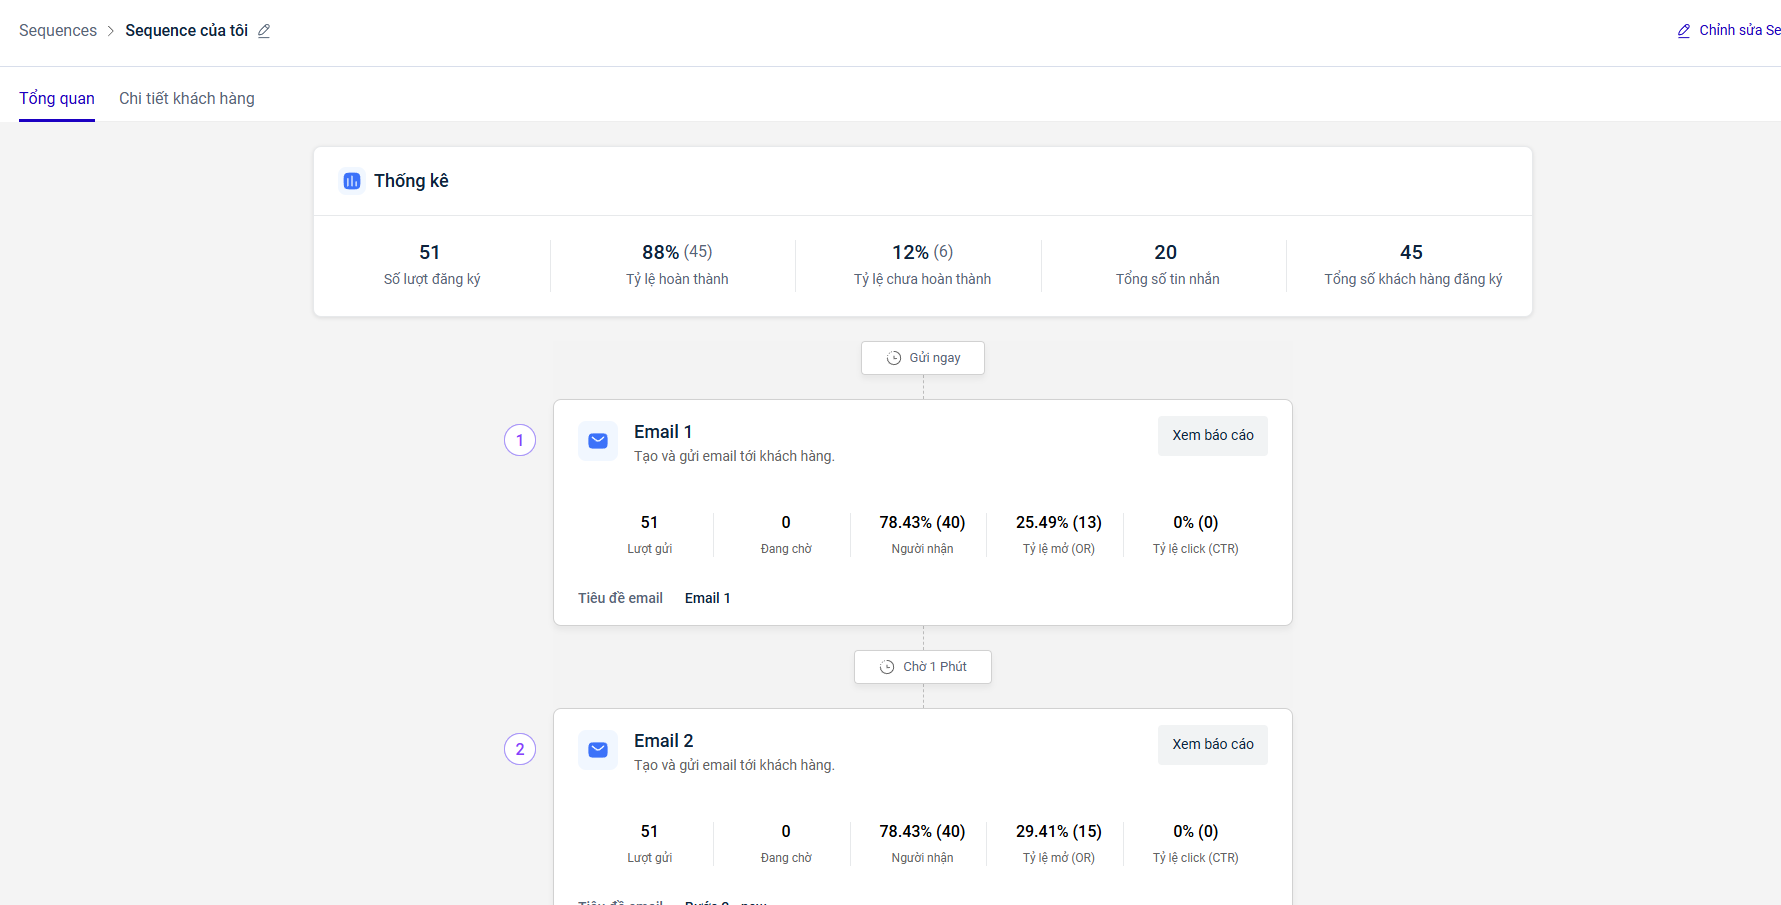 Sequences > Sequence của tôi
Chỉnh sửa Se
Tổng quan
Chi tiết khách hàng
Thống kê
51
88% (45)
12% (6)
20
45
Số lượt đăng ký
Tỷ lệ hoàn thành
Tỷ lệ chưa hoàn thành
Tổng số tin nhắn
Tổng số khách hàng đăng ký
Gửi ngay
1
Email 1
Tạo và gửi email tới khách hàng.
Xem báo cáo
51
0
78.43% (40)
25.49% (13)
0% (0)
Lượt gửi
Đang chờ
Người nhận
Tỷ lệ mở (OR)
Tỷ lệ click (CTR)
Tiêu đề email
Email 1
Chờ 1 Phút
2
Email 2
Tạo và gửi email tới khách hàng.
Xem báo cáo
51
0
78.43% (40)
29.41% (15)
0% (0)
Lượt gửi
Đang chờ
Người nhận
Tỷ lệ mở (OR)
Tỷ lệ click (CTR)
Tiêu đề email